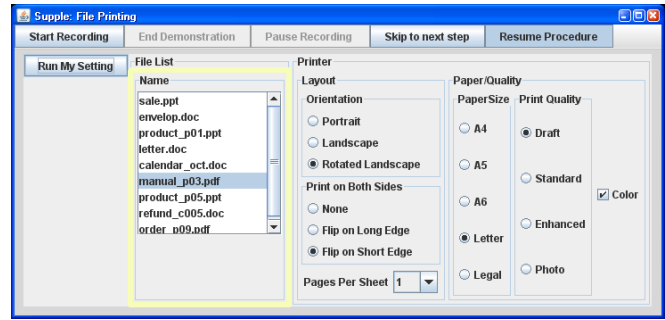 Supple: File Printing
Start Recording End Demonstration Pause Recording Skip to next step Resume Procedure
Run My Setting
File List
Name
sale.ppt
envelop.doc
product_p01.ppt
letter.doc
calendar_oct.doc
manual_p03.pdf
product_p05.ppt
refund_c005.doc
order_p09.pdf
Printer
Layout
Orientation
Portrait
Landscape
Rotated Landscape
Print on Both Sides
None
Flip on Long Edge
Flip on Short Edge
Pages Per Sheet 1
Paper/Quality
PaperSize
A4
A5
A6
Letter
Legal
Print Quality
Draft
Standard
Enhanced
Photo
Color